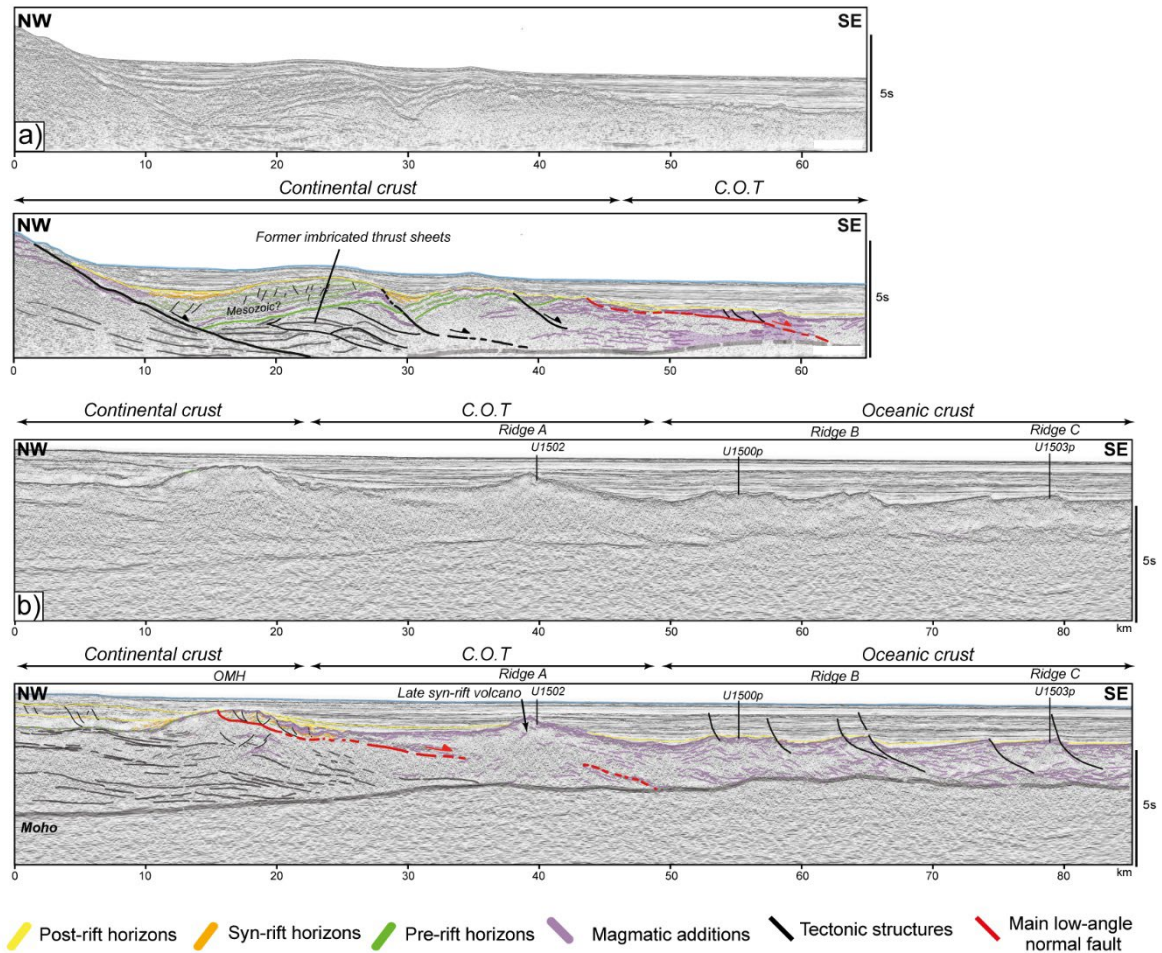 NW SE
5s
a)
0 10 20 30 40 50 60
Continental crust C.O.T
NW SE
Former imbricated thrust sheets
Mesozoic?
5s
0 10 20 30 40 50 60
Continental crust C.O.T Oceanic crust
Ridge A Ridge B Ridge C
NW U1502 U1500p U1503p SE
5s
b)
0 10 20 30 40 50 60 70 80 km
Continental crust C.O.T Oceanic crust
OMH Ridge A Ridge B Ridge C
NW Late syn-rift volcano U1502 U1500p U1503p SE
5s
Moho
0 10 20 30 40 50 60 70 80 km
Post-rift horizons Syn-rift horizons Pre-rift horizons Magmatic additions Tectonic structures Main low-angle
normal fault